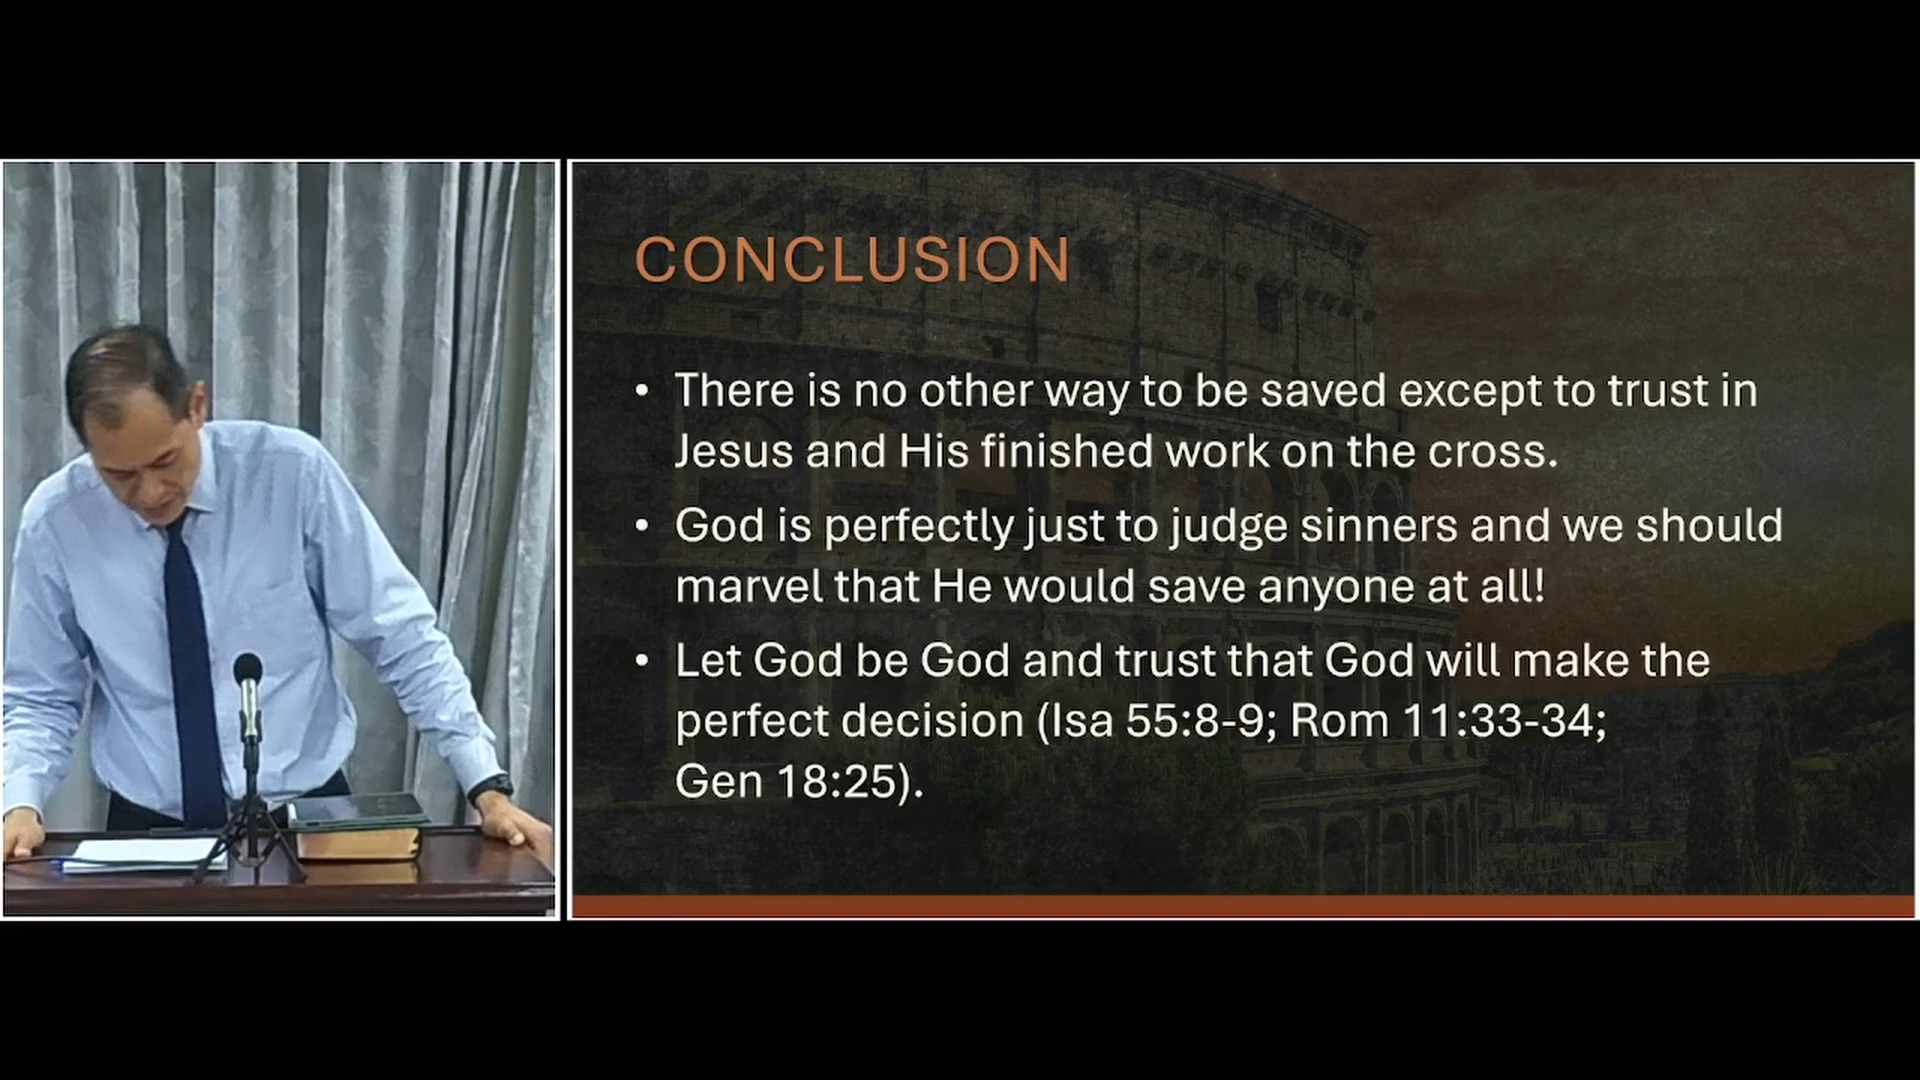 CONCLUSION
• There is no other way to be saved except to trust in
Jesus and His finished work on the cross.
• God is perfectly just to judge sinners and we should
marvel that He would save anyone at all!
• Let God be God and trust that God will make the
perfect decision (Isa 55:8-9; Rom 11:33-34;
Gen 18:25).